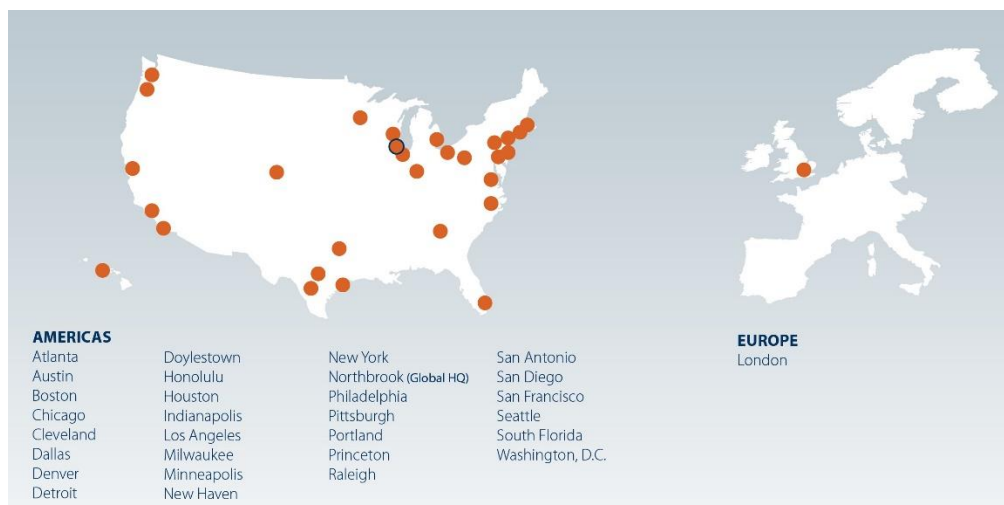 AMERICAS
Atlanta
Austin
Boston
Chicago
Cleveland
Dallas
Denver
Detroit
Doylestown
Honolulu
Houston
Indianapolis
Los Angeles
Milwaukee
Minneapolis
New Haven
New York
Northbrook (Global HQ)
Philadelphia
Pittsburgh
Portland
Princeton
Raleigh
San Antonio
San Diego
San Francisco
Seattle
South Florida
Washington, D.C.
EUROPE
London